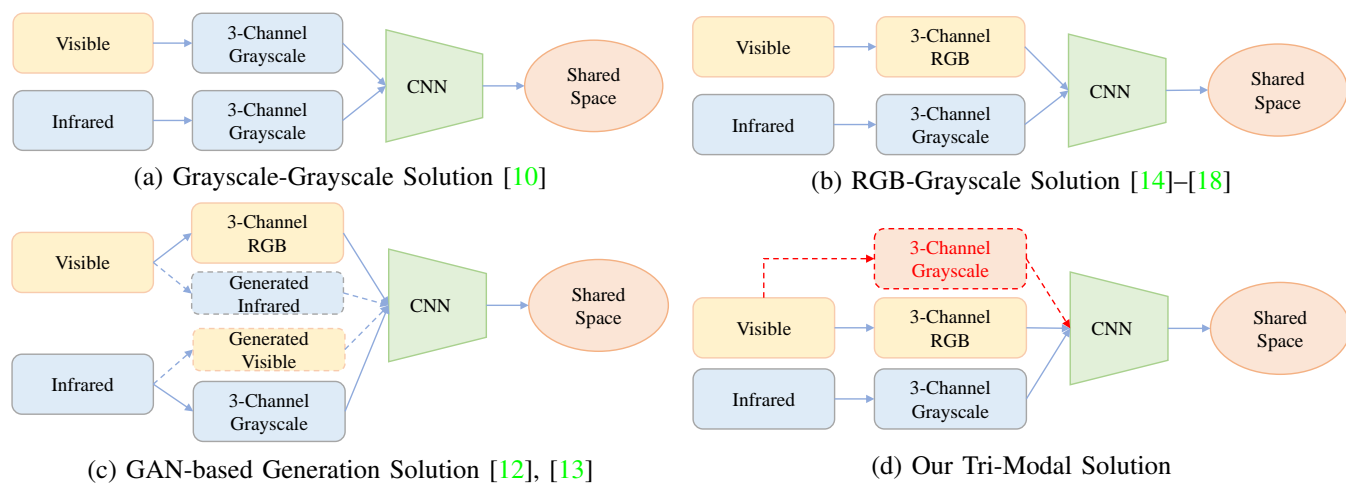 Visible
3-Channel
Grayscale
Infrared
3-Channel
Grayscale
CNN
Shared
Space
(a) Grayscale-Grayscale Solution [10]
Visible
3-Channel
RGB
Infrared
3-Channel
Grayscale
CNN
Shared
Space
(b) RGB-Grayscale Solution [14]–[18]
Visible
3-Channel
RGB
Generated
Infrared
Generated
Visible
Infrared
3-Channel
Grayscale
CNN
Shared
Space
(c) GAN-based Generation Solution [12], [13]
3-Channel
Grayscale
Visible
3-Channel
RGB
Infrared
3-Channel
Grayscale
CNN
Shared
Space
(d) Our Tri-Modal Solution